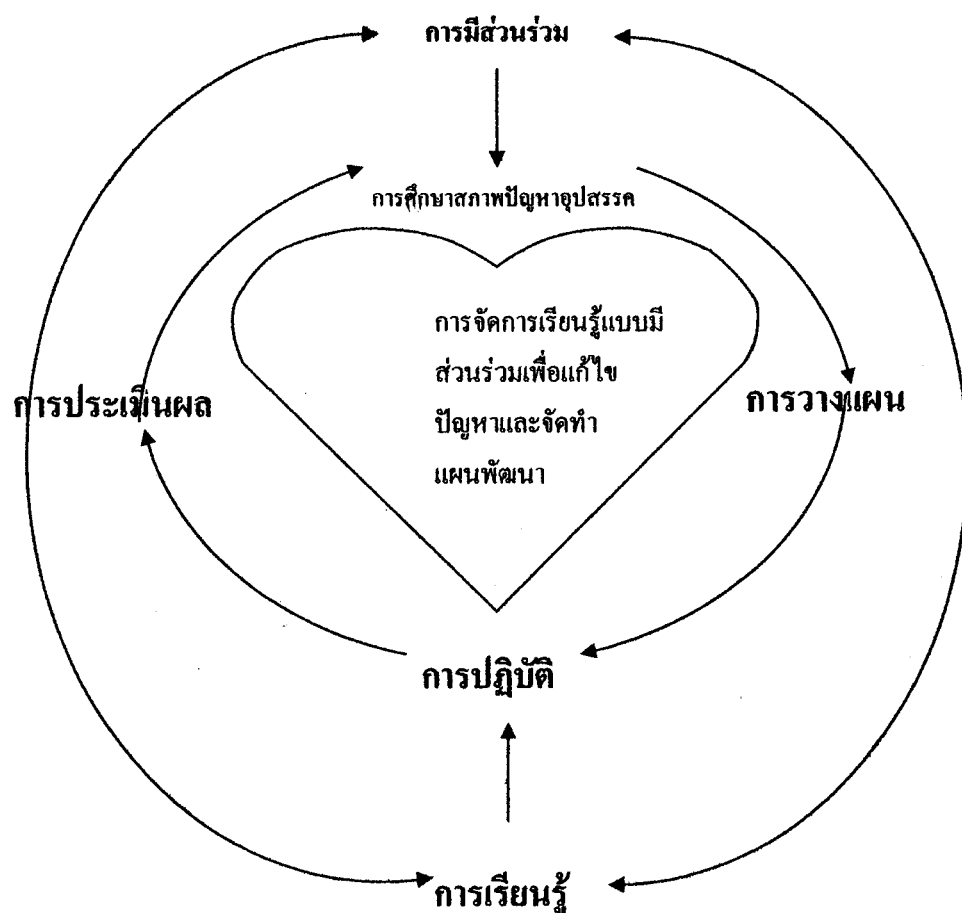 การมีส่วนร่วม
การศึกษาสภาพปัญหาอุปสรรค
การจัดการเรียนรู้แบบมี
ส่วนร่วมเพื่อแก้ไข
ปัญหาและจัดทำ
แผนพัฒนา
การประเมินผล
การวางแผน
การปฏิบัติ
การเรียนรู้